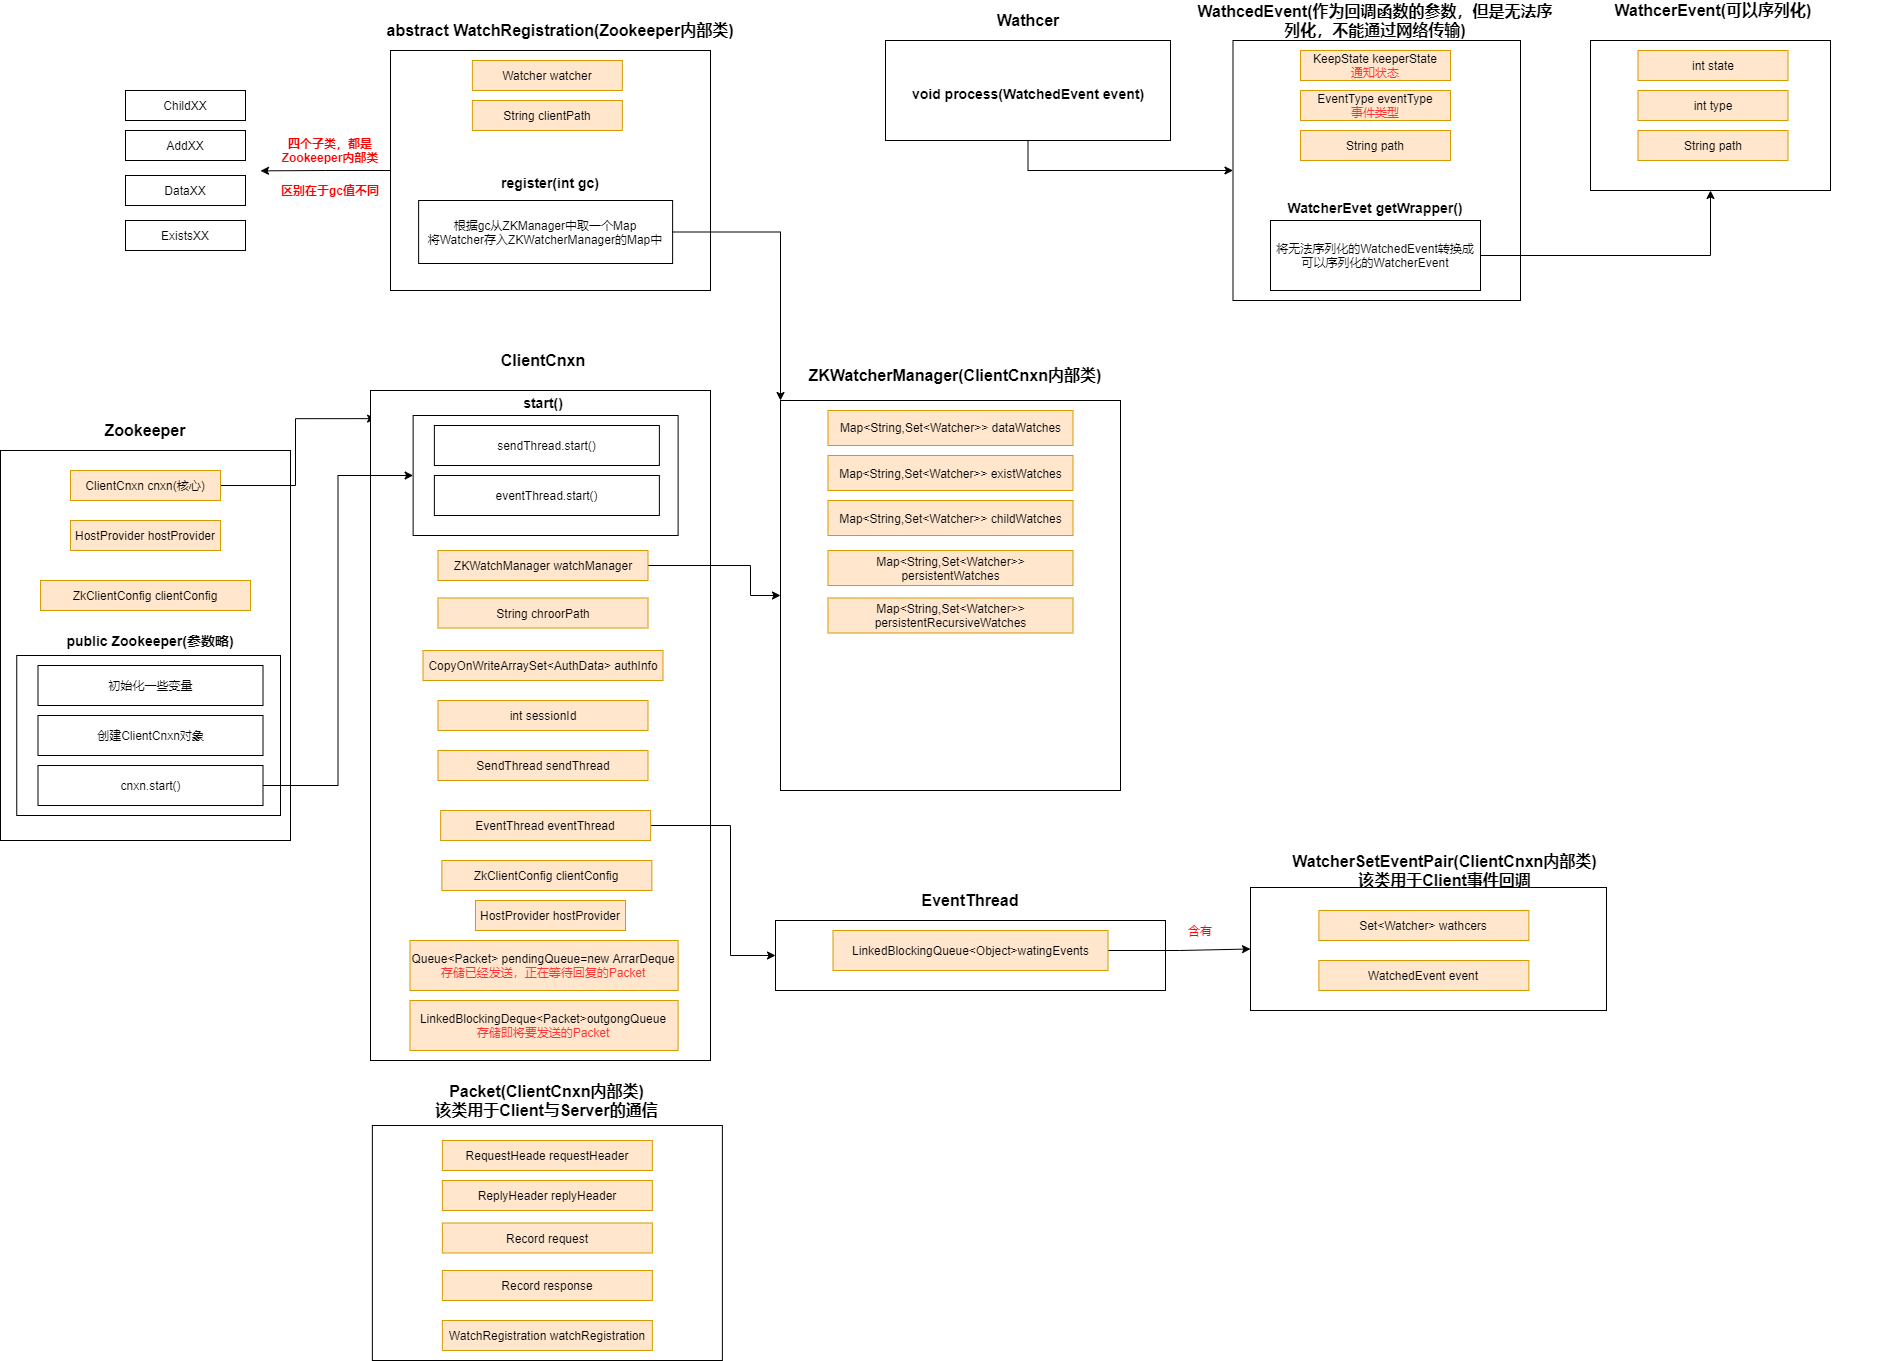 abstract WatchRegistration(Zookeeper内部类)
Watcher watcher
String clientPath
register(int gc)
根据gc从ZKManager中取一个Map
将Watcher存入ZKWatcherManager的Map中
ChildXX
AddXX
DataXX
ExistsXX
四个子类，都是
Zookeeper内部类
区别在于gc值不同
Wathcer
void process(WatchedEvent event)
WathcedEvent(作为回调函数的参数，但是无法序
列化，不能通过网络传输)
KeepState keeperState
通知状态
EventType eventType
事件类型
String path
WatcherEvet getWrapper()
将无法序列化的WatchedEvent转换成
可以序列化的WatcherEvent
WathcerEvent(可以序列化)
int state
int type
String path
Zookeeper
ClientCnxn cnxn(核心)
HostProvider hostProvider
ZkClientConfig clientConfig
public Zookeeper(参数略)
初始化一些变量
创建ClientCnxn对象
cnxn.start()
ClientCnxn
start()
sendThread.start()
eventThread.start()
ZKWatchManager watchManager
String chroorPath
CopyOnWriteArraySet<AuthData> authInfo
int sessionId
SendThread sendThread
EventThread eventThread
ZkClientConfig clientConfig
HostProvider hostProvider
Queue<Packet> pendingQueue=new ArrarDeque
存储已经发送，正在等待回复的Packet
LinkedBlockingDeque<Packet>outgongQueue
存储即将要发送的Packet
ZKWatcherManager(ClientCnxn内部类)
Map<String,Set<Watcher>> dataWatches
Map<String,Set<Watcher>> existWatches
Map<String,Set<Watcher>> childWatches
Map<String,Set<Watcher>>
persistentWatches
Map<String,Set<Watcher>>
persistentRecursiveWatches
EventThread
LinkedBlockingQueue<Object>watingEvents
含有
WatcherSetEventPair(ClientCnxn内部类)
该类用于Client事件回调
Set<Watcher> wathcers
WatchedEvent event
Packet(ClientCnxn内部类)
该类用于Client与Server的通信
RequestHeade requestHeader
ReplyHeader replyHeader
Record request
Record response
WatchRegistration watchRegistration